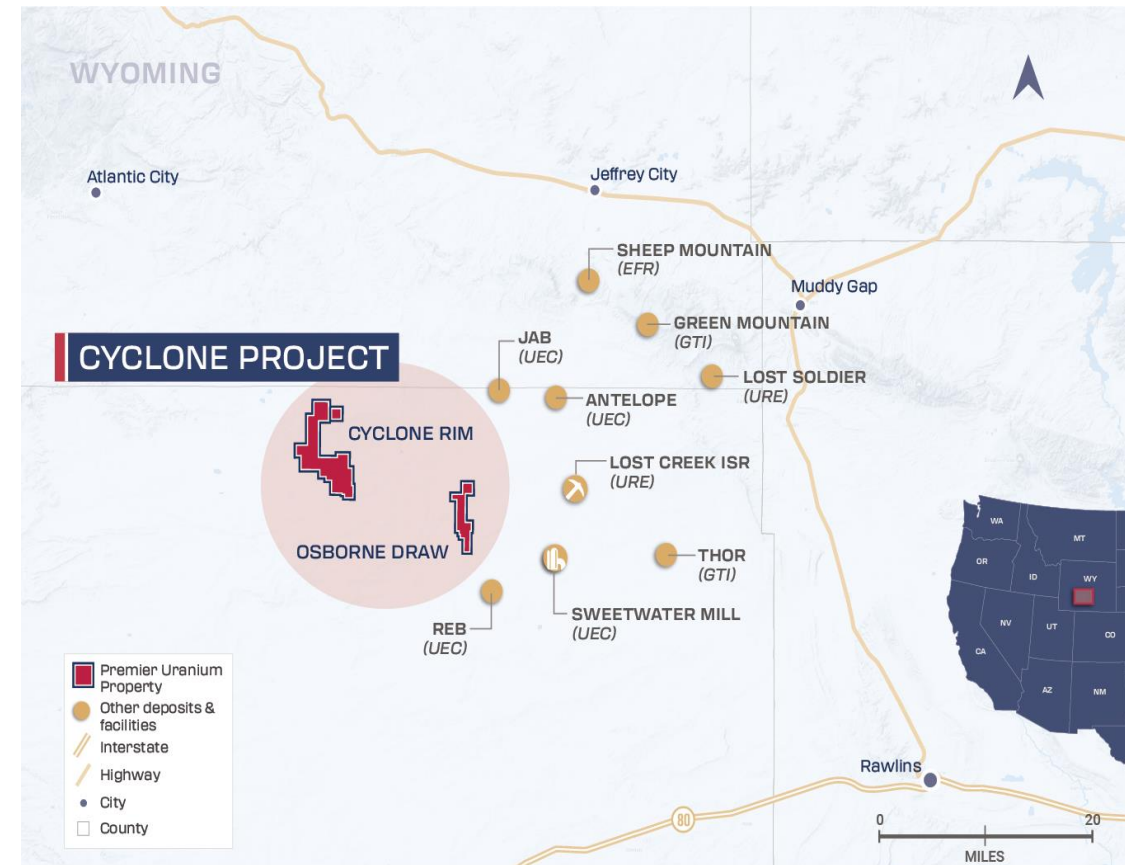 WYOMING
Atlantic City
Jeffrey City
SHEEP MOUNTAIN
(EFR)
Muddy Gap
GREEN MOUNTAIN
(GTI)
JAB
(UEC)
CYCLONE PROJECT
LOST SOLDIER
(URE)
ANTELOPE
(UEC)
CYCLONE RIM
LOST CREEK ISR
(URE)
OSBORNE DRAW
THOR
(GTI)
SWEETWATER MILL
(UEC)
REB
(UEC)
WA
MT
OR
ID
WY
NV
UT
CO
CA
AZ
NM
Premier Uranium
Property
Other deposits &
facilities
Interstate
Highway
City
County
Rawlins
80
0 20
MILES